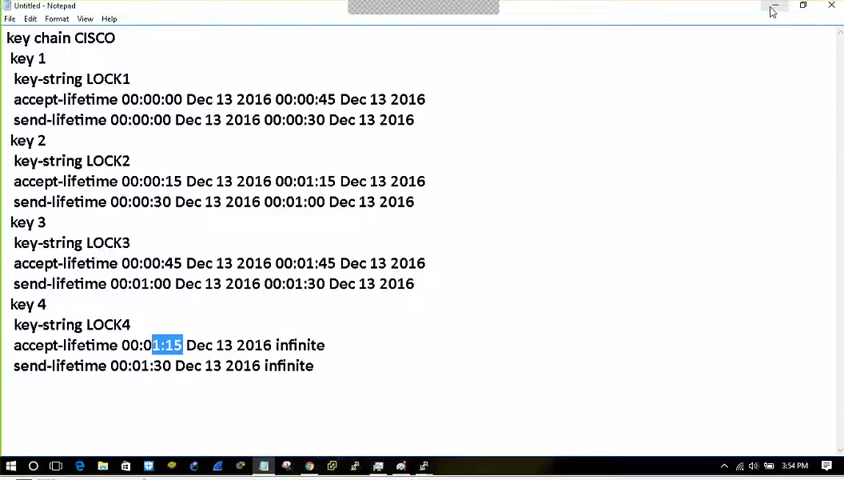 Untitled - Notepad
File Edit Format View Help
key chain CISCO
key 1
key-string LOCK1
accept-lifetime 00:00:00 Dec 13 2016 00:00:45 Dec 13 2016
send-lifetime 00:00:00 Dec 13 2016 00:00:30 Dec 13 2016
key 2
key-string LOCK2
accept-lifetime 00:00:15 Dec 13 2016 00:01:15 Dec 13 2016
send-lifetime 00:00:30 Dec 13 2016 00:01:00 Dec 13 2016
key 3
key-string LOCK3
accept-lifetime 00:00:45 Dec 13 2016 00:01:45 Dec 13 2016
send-lifetime 00:01:00 Dec 13 2016 00:01:30 Dec 13 2016
key 4
key-string LOCK4
accept-lifetime 00:01:15 Dec 13 2016 infinite
send-lifetime 00:01:30 Dec 13 2016 infinite
3:54 PM